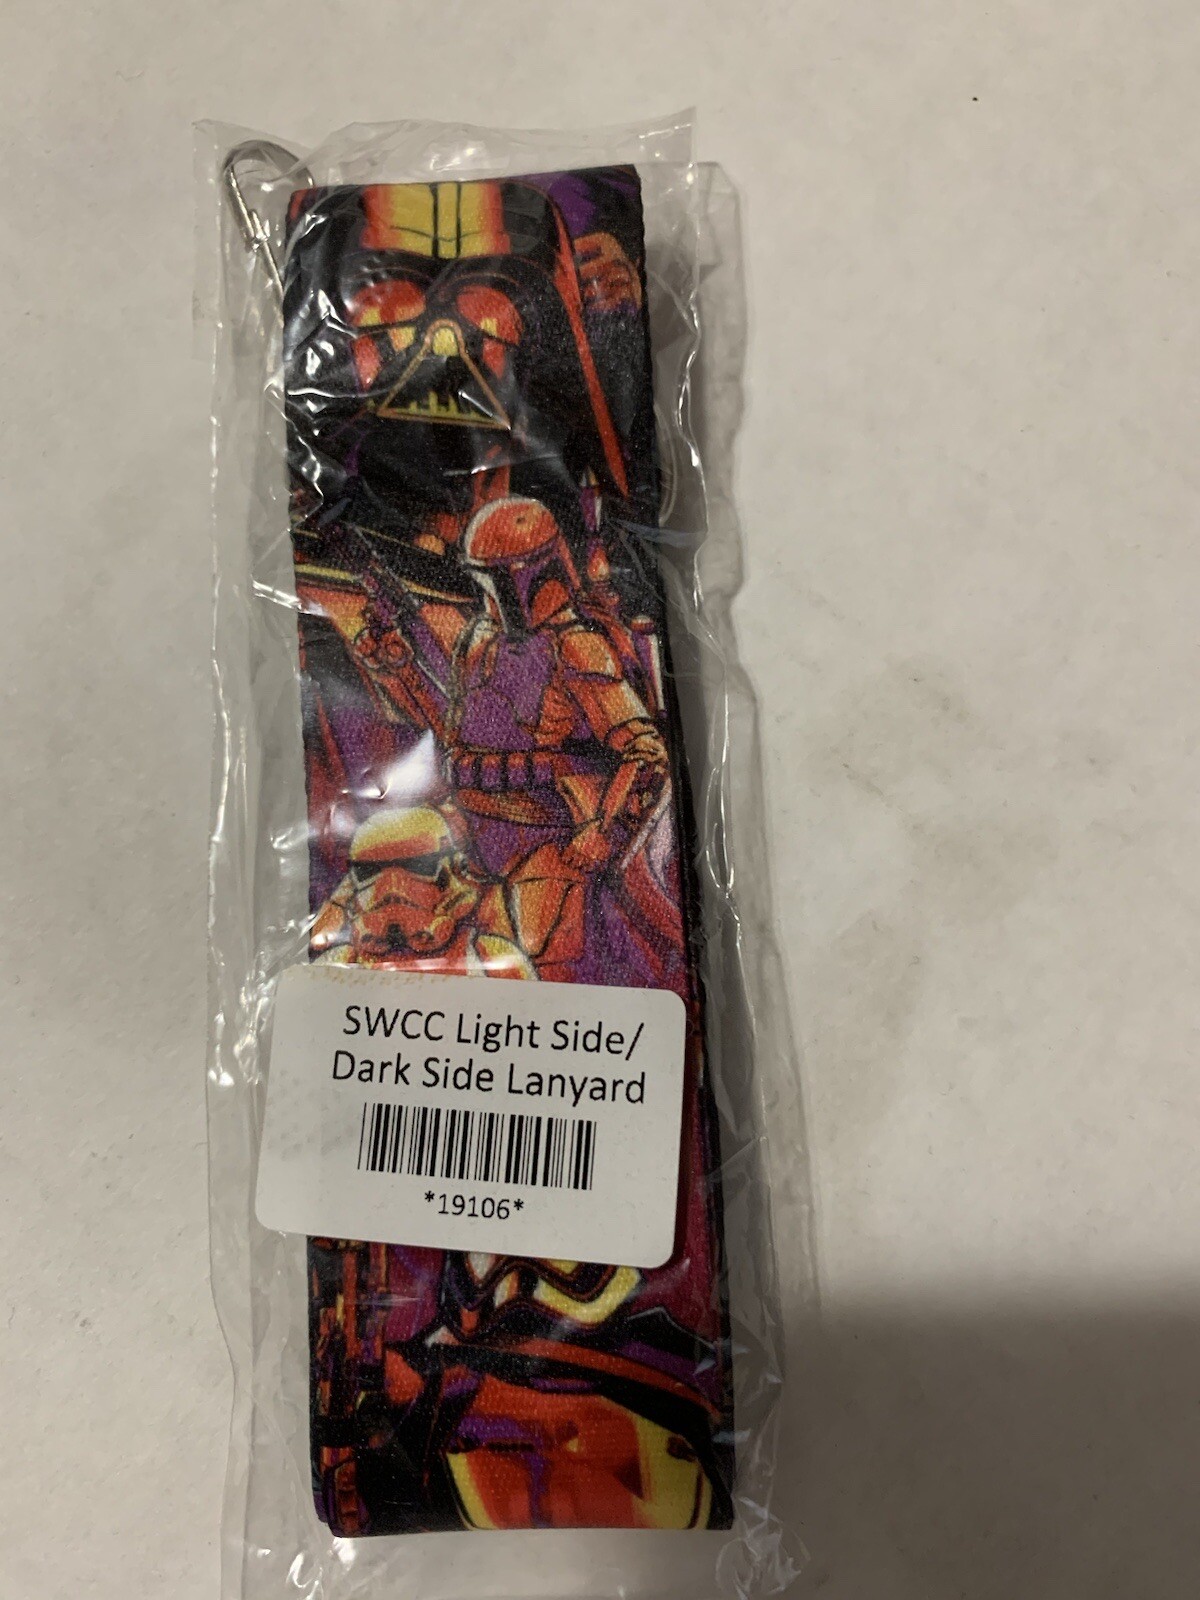 SWCC Light Side/
Dark Side Lanyard
*19106*